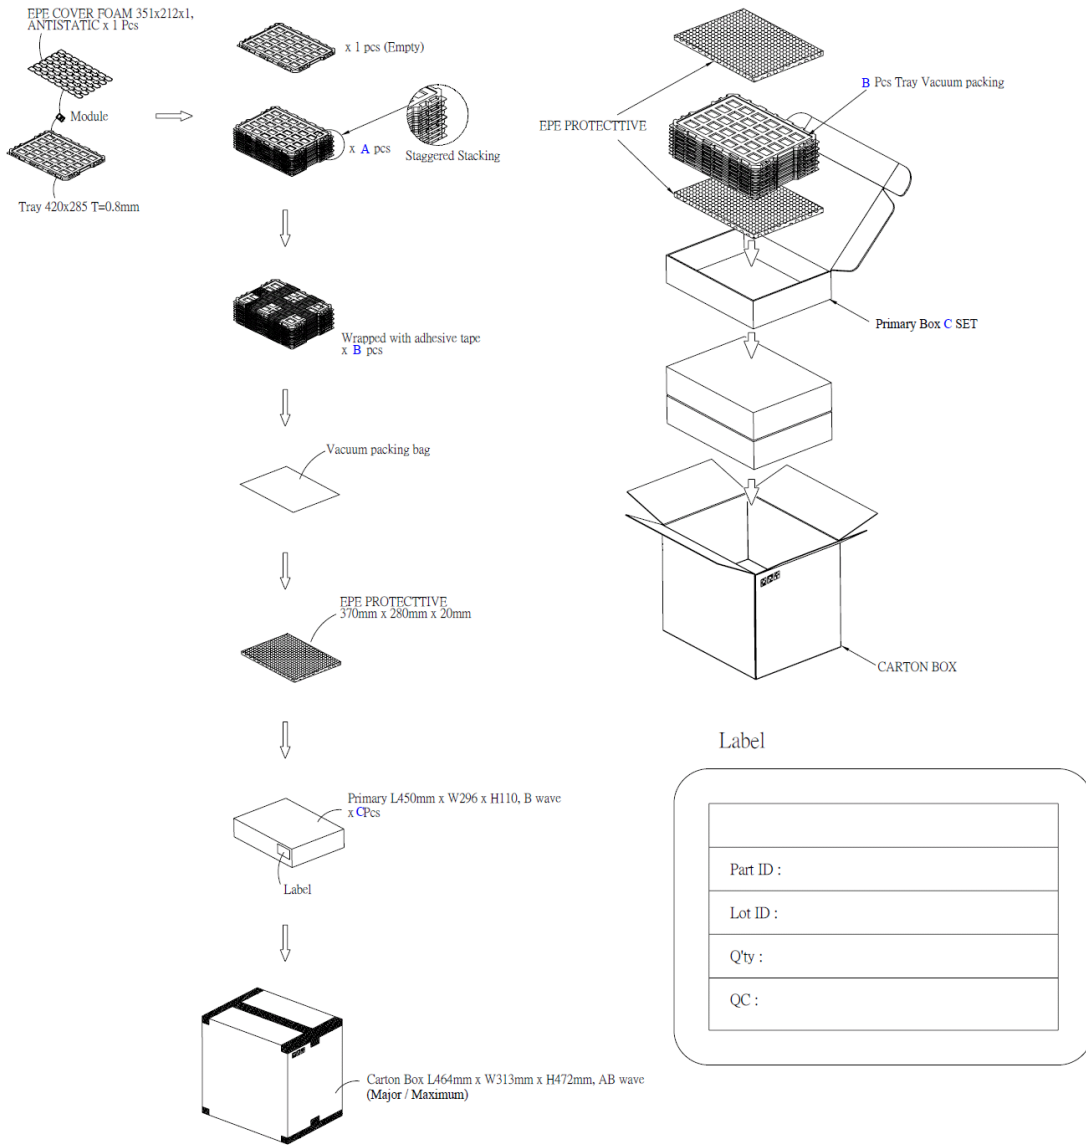 EPE COVER FOAM 351x212x1,
ANTISTATIC x 1 Pcs
Module
Tray 420x285 T=0.8mm
x 1 pcs (Empty)
x A pcs
Staggered Stacking
Wrapped with adhesive tape
x B pcs
Vacuum packing bag
EPE PROTECTTIVE
370mm x 280mm x 20mm
Primary L450mm x W296 x H110, B wave
x CPcs
Label
Carton Box L464mm x W313mm x H472mm, AB wave
(Major / Maximum)
B Pcs Tray Vacuum packing
EPE PROTECTTIVE
Primary Box C SET
CARTON BOX
Label
Part ID :
Lot ID :
Q'ty :
QC :